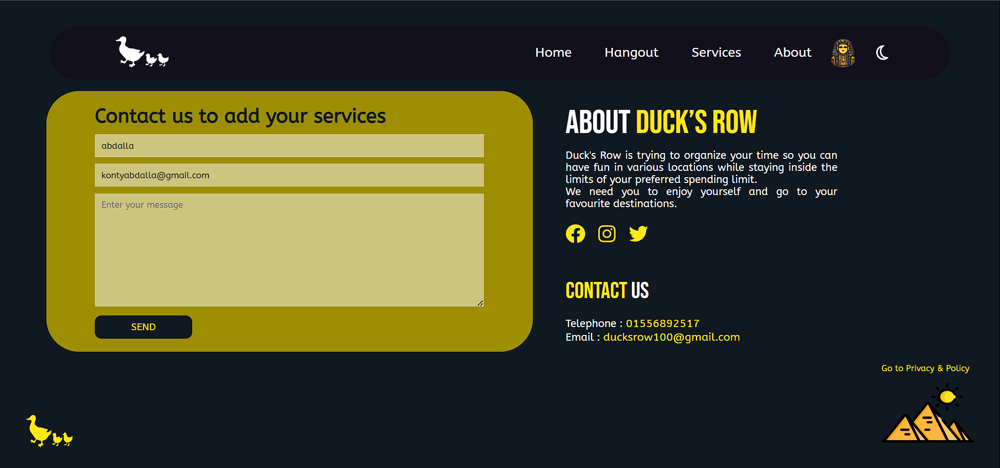 Home
Hangout
Services
About
Contact us to add your services
abdalla
kontyabdalla@gmail.com
Enter your message
SEND
ABOUT DUCK’S ROW
Duck's Row is trying to organize your time so you can
have fun in various locations while staying inside the
limits of your preferred spending limit.
We need you to enjoy yourself and go to your
favourite destinations.
CONTACT US
Telephone : 01556892517
Email : ducksrow100@gmail.com
Go to Privacy & Policy